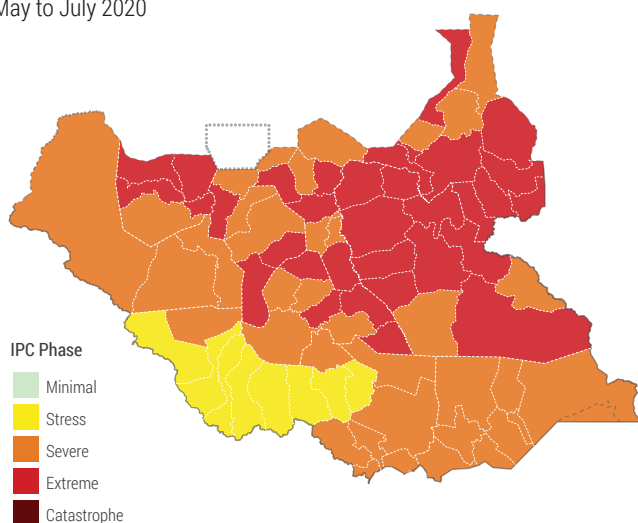 May to July 2020
IPC Phase
Minimal
Stress
Severe
Extreme
Catastrophe